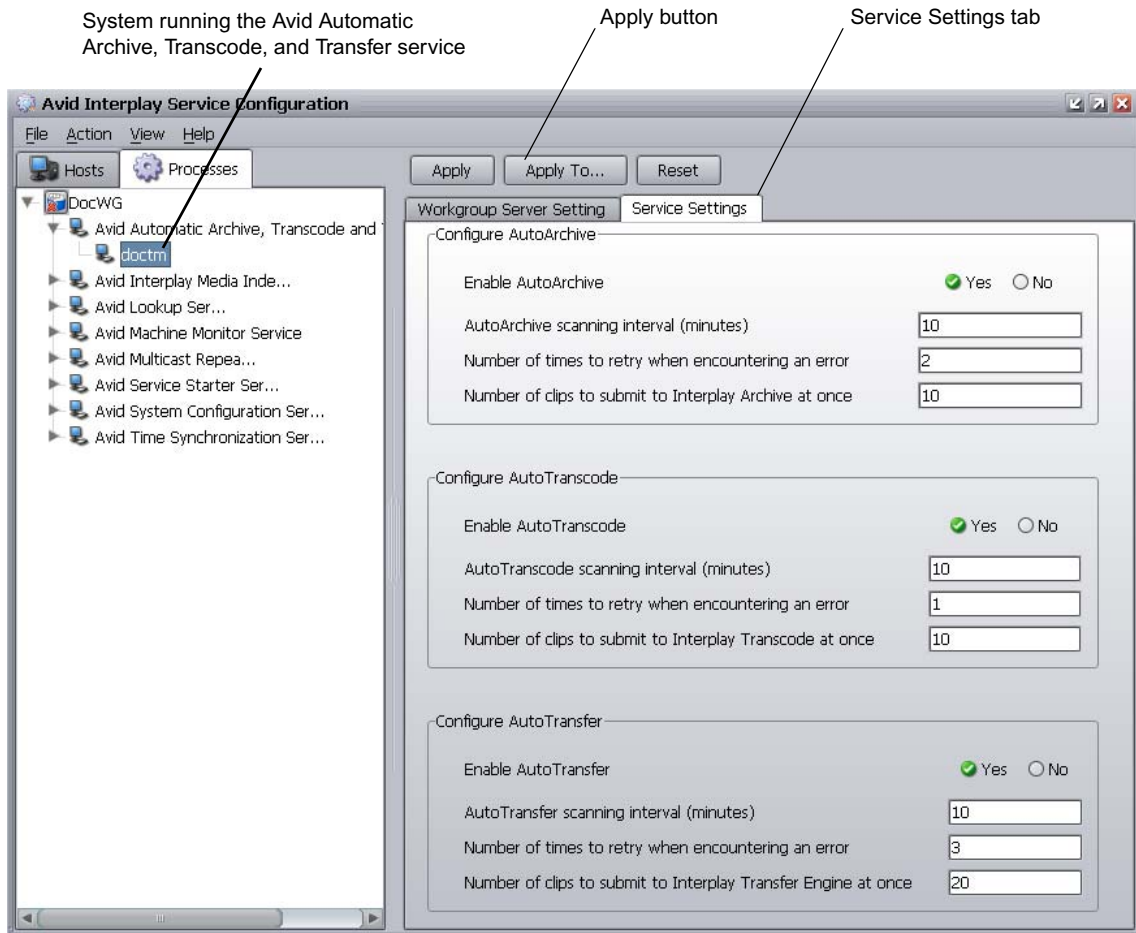 System running the Avid Automatic
Archive, Transcode, and Transfer service
Apply button
Service Settings tab
Avid Interplay Service Configuration
File Action View Help
Hosts Processes
DocWG
Avid Automatic Archive, Transcode and
doctm
Avid Interplay Media Inde...
Avid Lookup Ser...
Avid Machine Monitor Service
Avid Multicast Repea...
Avid Service Starter Ser...
Avid System Configuration Ser...
Avid Time Synchronization Ser...
Apply Apply To... Reset
Workgroup Server Setting Service Settings
Configure AutoArchive
Enable AutoArchive Yes No
AutoArchive scanning interval (minutes) 10
Number of times to retry when encountering an error 2
Number of clips to submit to Interplay Archive at once 10
Configure AutoTranscode
Enable AutoTranscode Yes No
AutoTranscode scanning interval (minutes) 10
Number of times to retry when encountering an error 1
Number of clips to submit to Interplay Transcode at once 10
Configure AutoTransfer
Enable AutoTransfer Yes No
AutoTransfer scanning interval (minutes) 10
Number of times to retry when encountering an error 3
Number of clips to submit to Interplay Transfer Engine at once 20